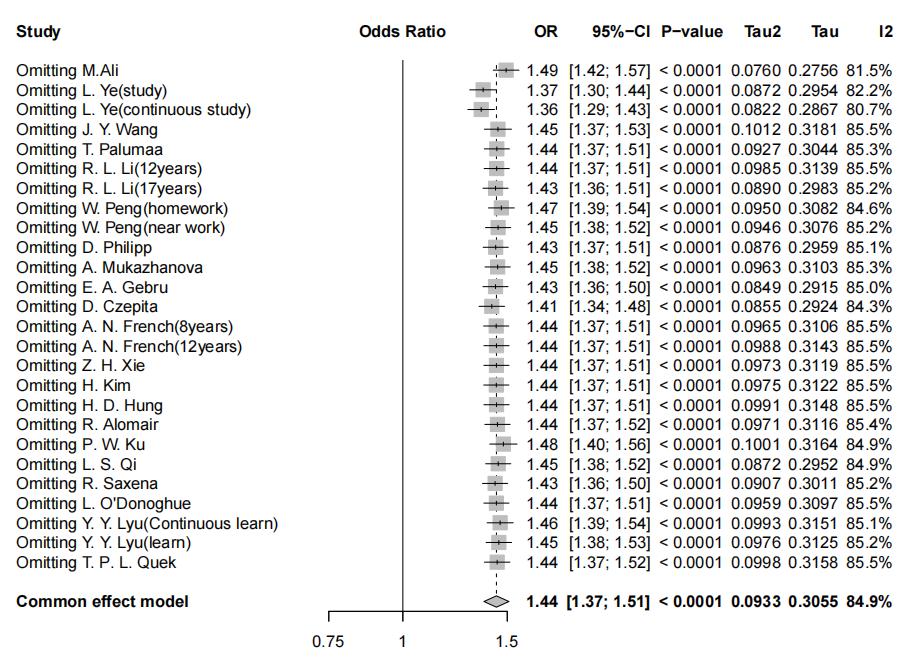 Study Odds Ratio OR 95%−CI P−value Tau2 Tau I2
Omitting M.Ali 1.49 [1.42; 1.57] < 0.0001 0.0760 0.2756 81.5%
Omitting L. Ye(study) 1.37 [1.30; 1.44] < 0.0001 0.0872 0.2954 82.2%
Omitting L. Ye(continuous study) 1.36 [1.29; 1.43] < 0.0001 0.0822 0.2867 80.7%
Omitting J. Y. Wang 1.45 [1.37; 1.53] < 0.0001 0.1012 0.3181 85.5%
Omitting T. Palumaa 1.44 [1.37; 1.51] < 0.0001 0.0927 0.3044 85.3%
Omitting R. L. Li(12years) 1.44 [1.37; 1.51] < 0.0001 0.0985 0.3139 85.5%
Omitting R. L. Li(17years) 1.43 [1.36; 1.51] < 0.0001 0.0890 0.2983 85.2%
Omitting W. Peng(homework) 1.47 [1.39; 1.54] < 0.0001 0.0950 0.3082 84.6%
Omitting W. Peng(near work) 1.45 [1.38; 1.52] < 0.0001 0.0946 0.3076 85.2%
Omitting D. Philipp 1.43 [1.37; 1.51] < 0.0001 0.0876 0.2959 85.1%
Omitting A. Mukazhanova 1.45 [1.38; 1.52] < 0.0001 0.0963 0.3103 85.3%
Omitting E. A. Gebru 1.43 [1.36; 1.50] < 0.0001 0.0849 0.2915 85.0%
Omitting D. Czepita 1.41 [1.34; 1.48] < 0.0001 0.0855 0.2924 84.3%
Omitting A. N. French(8years) 1.44 [1.37; 1.51] < 0.0001 0.0965 0.3106 85.5%
Omitting A. N. French(12years) 1.44 [1.37; 1.51] < 0.0001 0.0988 0.3143 85.5%
Omitting Z. H. Xie 1.44 [1.37; 1.51] < 0.0001 0.0973 0.3119 85.5%
Omitting H. Kim 1.44 [1.37; 1.51] < 0.0001 0.0975 0.3122 85.5%
Omitting H. D. Hung 1.44 [1.37; 1.51] < 0.0001 0.0991 0.3148 85.5%
Omitting R. Alomair 1.44 [1.37; 1.52] < 0.0001 0.0971 0.3116 85.4%
Omitting P. W. Ku 1.48 [1.40; 1.56] < 0.0001 0.1001 0.3164 84.9%
Omitting L. S. Qi 1.45 [1.38; 1.52] < 0.0001 0.0872 0.2952 84.9%
Omitting R. Saxena 1.43 [1.36; 1.50] < 0.0001 0.0907 0.3011 85.2%
Omitting L. O'Donoghue 1.44 [1.37; 1.51] < 0.0001 0.0959 0.3097 85.5%
Omitting Y. Y. Lyu(Continuous learn) 1.46 [1.39; 1.54] < 0.0001 0.0993 0.3151 85.1%
Omitting Y. Y. Lyu(learn) 1.45 [1.38; 1.53] < 0.0001 0.0976 0.3125 85.2%
Omitting T. P. L. Quek 1.44 [1.37; 1.52] < 0.0001 0.0998 0.3158 85.5%
Common effect model 1.44 [1.37; 1.51] < 0.0001 0.0933 0.3055 84.9%
0.75 1 1.5